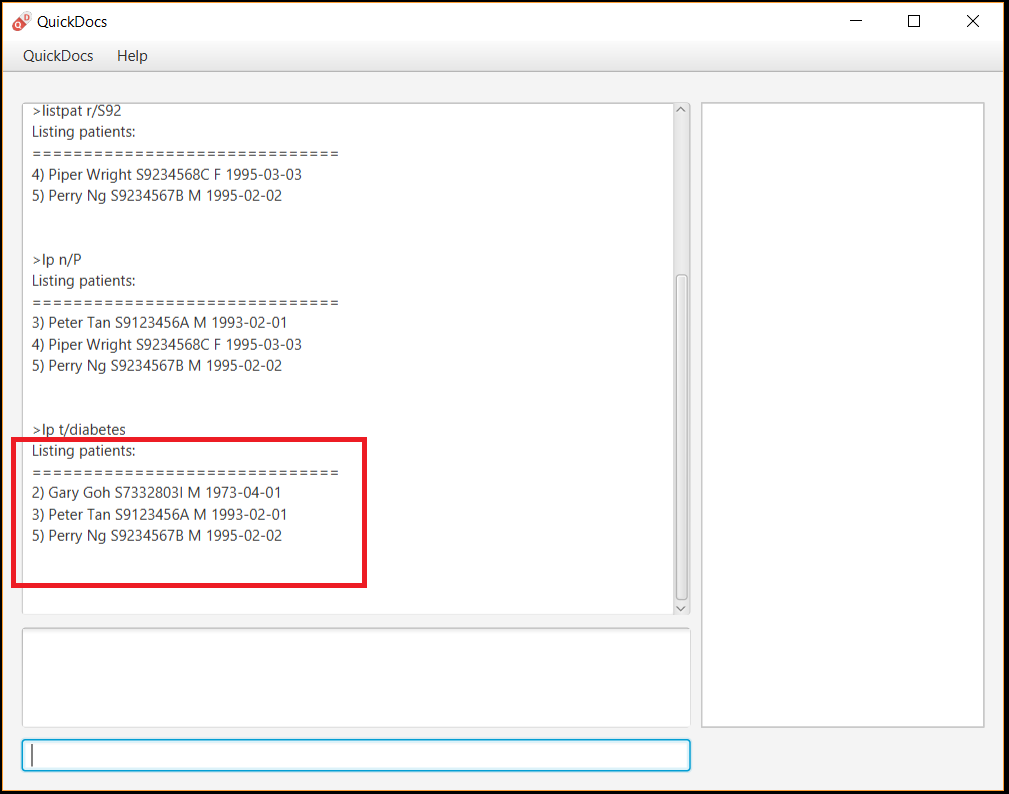 QuickDocs
QuickDocs Help
>listpat r/S92
Listing patients:
==============================
4) Piper Wright S9234568C F 1995-03-03
5) Perry Ng S9234567B M 1995-02-02
>lp n/P
Listing patients:
==============================
3) Peter Tan S9123456A M 1993-02-01
4) Piper Wright S9234568C F 1995-03-03
5) Perry Ng S9234567B M 1995-02-02
>lp t/diabetes
Listing patients:
==============================
2) Gary Goh S7332803I M 1973-04-01
3) Peter Tan S9123456A M 1993-02-01
5) Perry Ng S9234567B M 1995-02-02